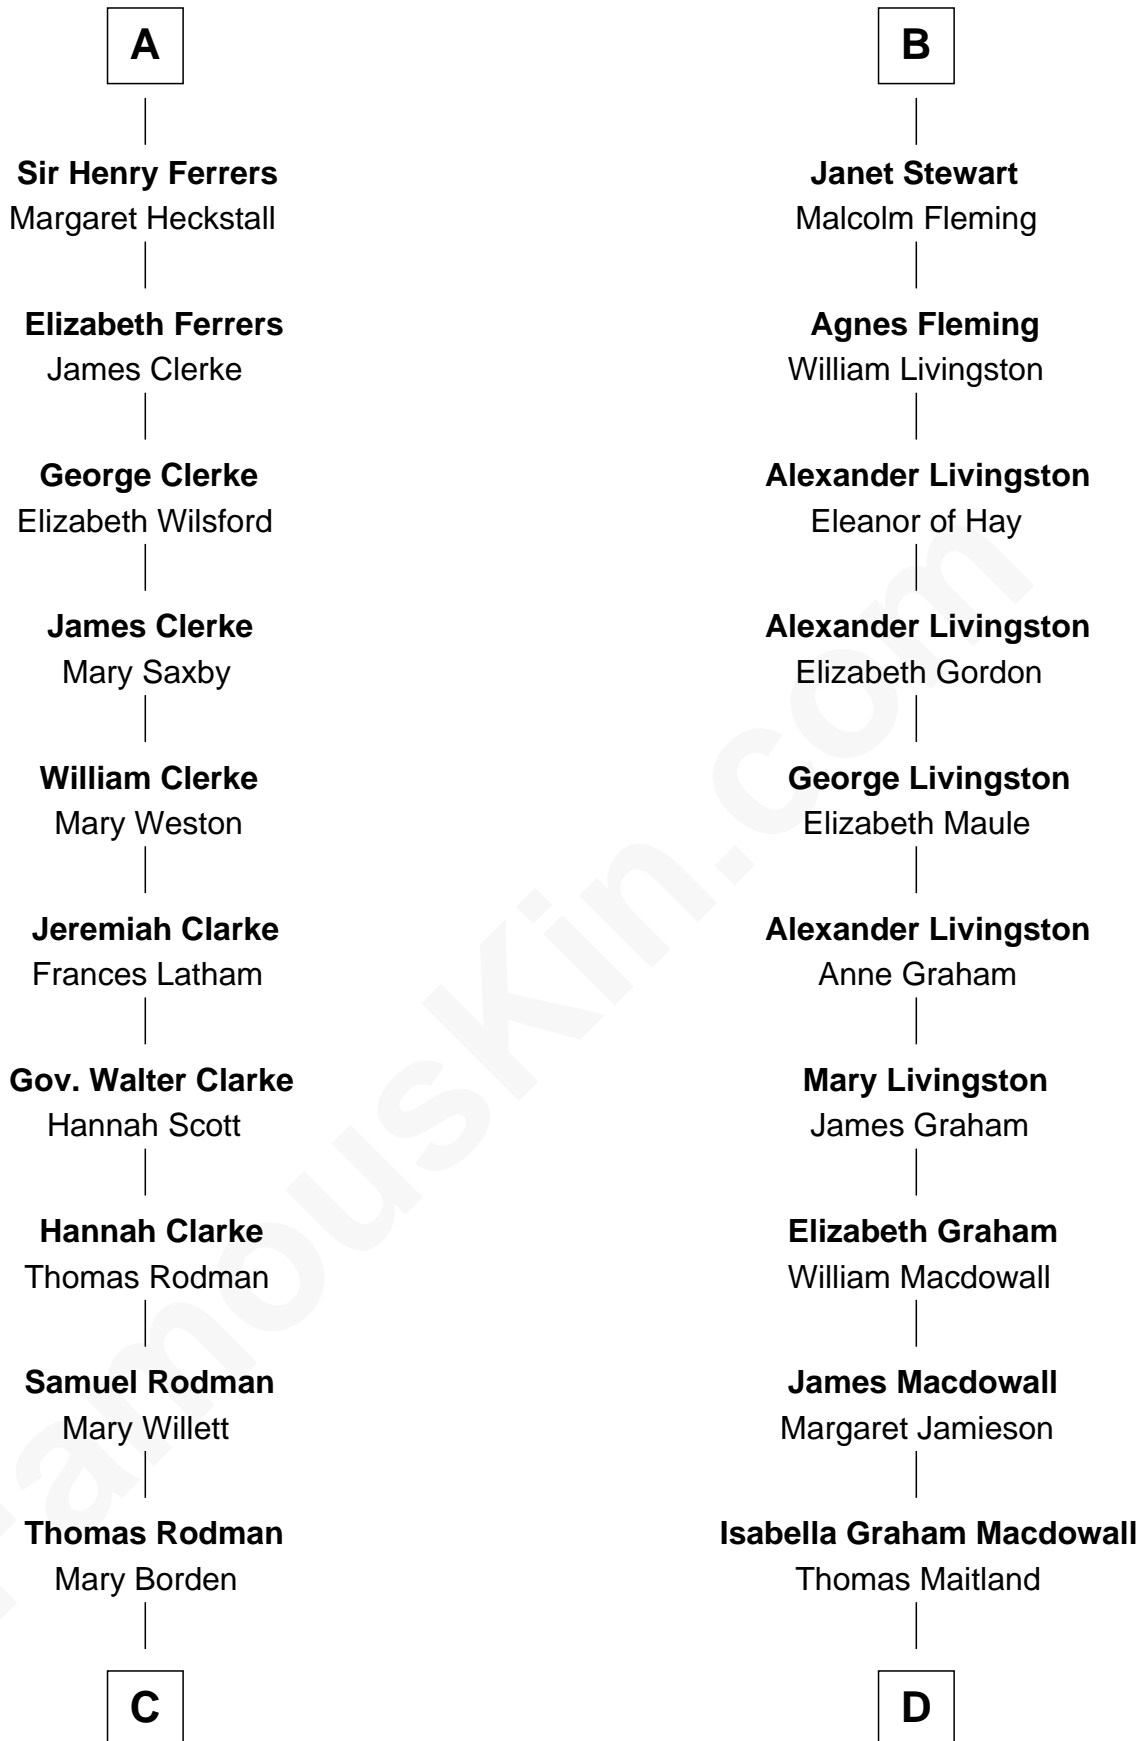 A
Sir Henry Ferrers
Margaret Heckstall
Elizabeth Ferrers
James Clerke
George Clerke
Elizabeth Wilsford
James Clerke
Mary Saxby
William Clerke
Mary Weston
Jeremiah Clarke
Frances Latham
Gov. Walter Clarke
Hannah Scott
Hannah Clarke
Thomas Rodman
Samuel Rodman
Mary Willett
Thomas Rodman
Mary Borden
C
B
Janet Stewart
Malcolm Fleming
Agnes Fleming
William Livingston
Alexander Livingston
Eleanor of Hay
Alexander Livingston
Elizabeth Gordon
George Livingston
Elizabeth Maule
Alexander Livingston
Anne Graham
Mary Livingston
James Graham
Elizabeth Graham
William Macdowall
James Macdowall
Margaret Jamieson
Isabella Graham Macdowall
Thomas Maitland
D
FamousKin.com